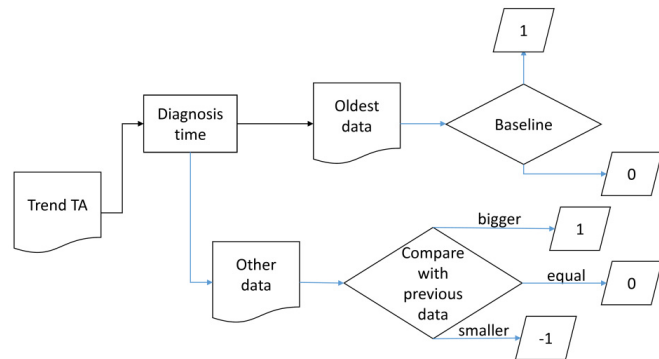 1
Diagnosis
time
Oldest
data
Baseline
0
Trend TA
bigger
1
Other
data
Compare
with
previous
data
equal
0
smaller
-1